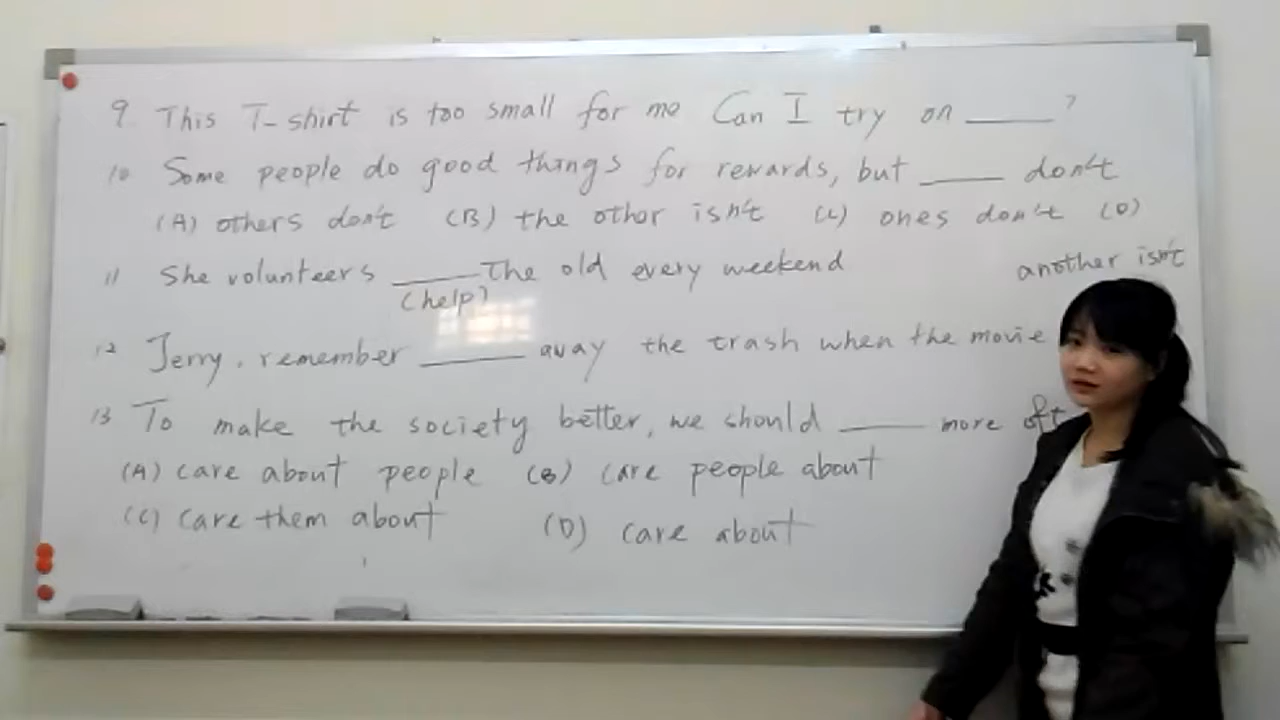 9. This T-shirt is too small for me Can I try on ____?
10 Some people do good things for rewards, but ____ don't
(A) others don't (B) the other isn't (C) ones don't (D)
another isn't
11 She volunteers ____ The old every weekend
(help)
12 Jerry, remember ____ away the trash when the movie
13 To make the society better, we should ____ more
(A) care about people (B) care people about
(C) care them about (D) care about